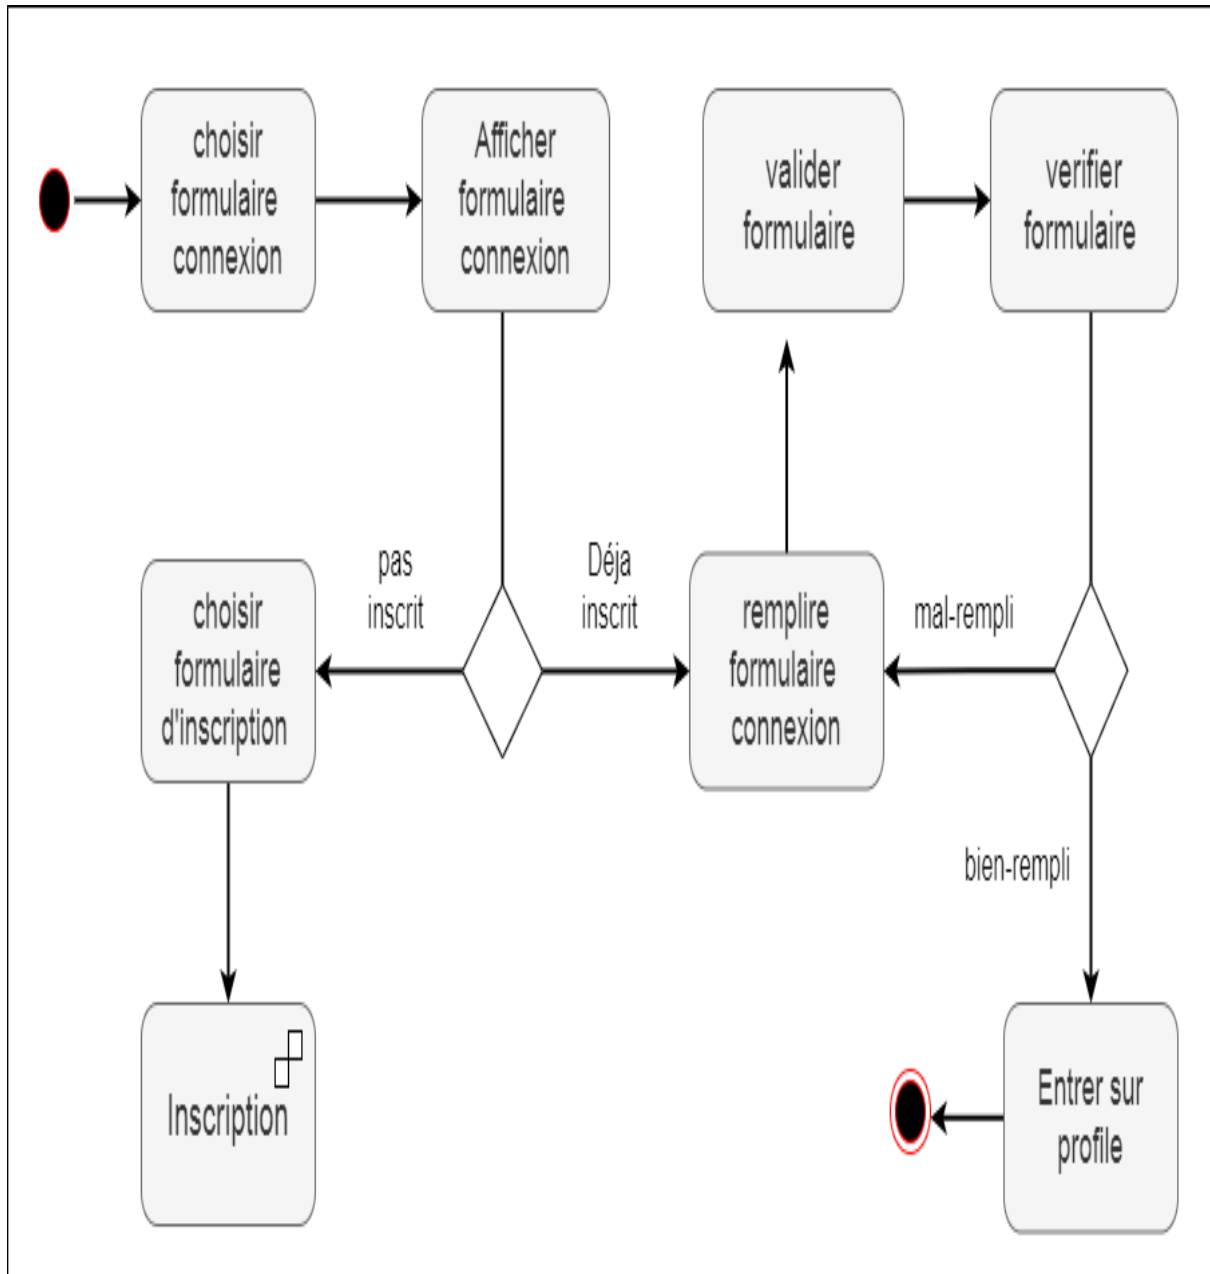 choisir
formulaire
connexion
Afficher
formulaire
connexion
valider
formulaire
verifier
formulaire
pas
inscrit
Déja
inscrit
mal-rempli
choisir
formulaire
d'inscription
remplire
formulaire
connexion
bien-rempli
Inscription
Entrer sur
profile